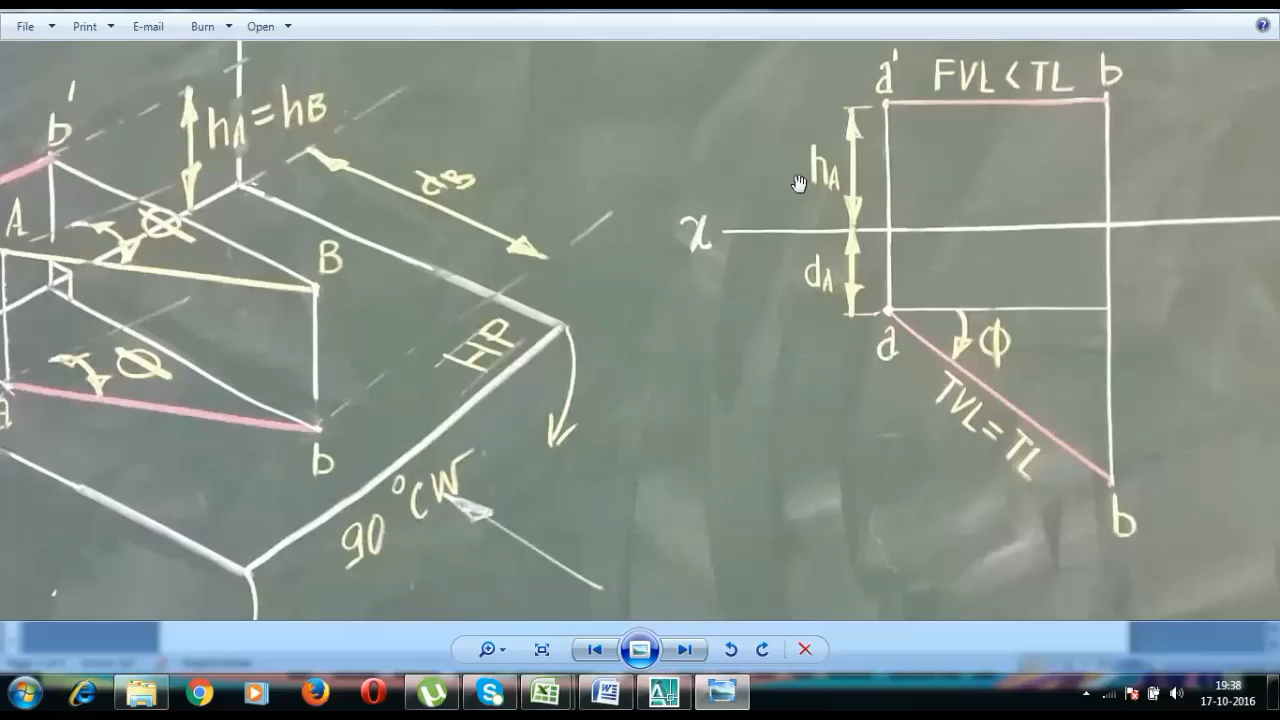 File Print E-mail Burn Open
b'
hA = hB
dB
A
Φ
B
HP
Φ
a
b
90° CW
a' FVL < TL b
hA
x
dA
a
Φ
TVL = TL
b
19:38
17-10-2016